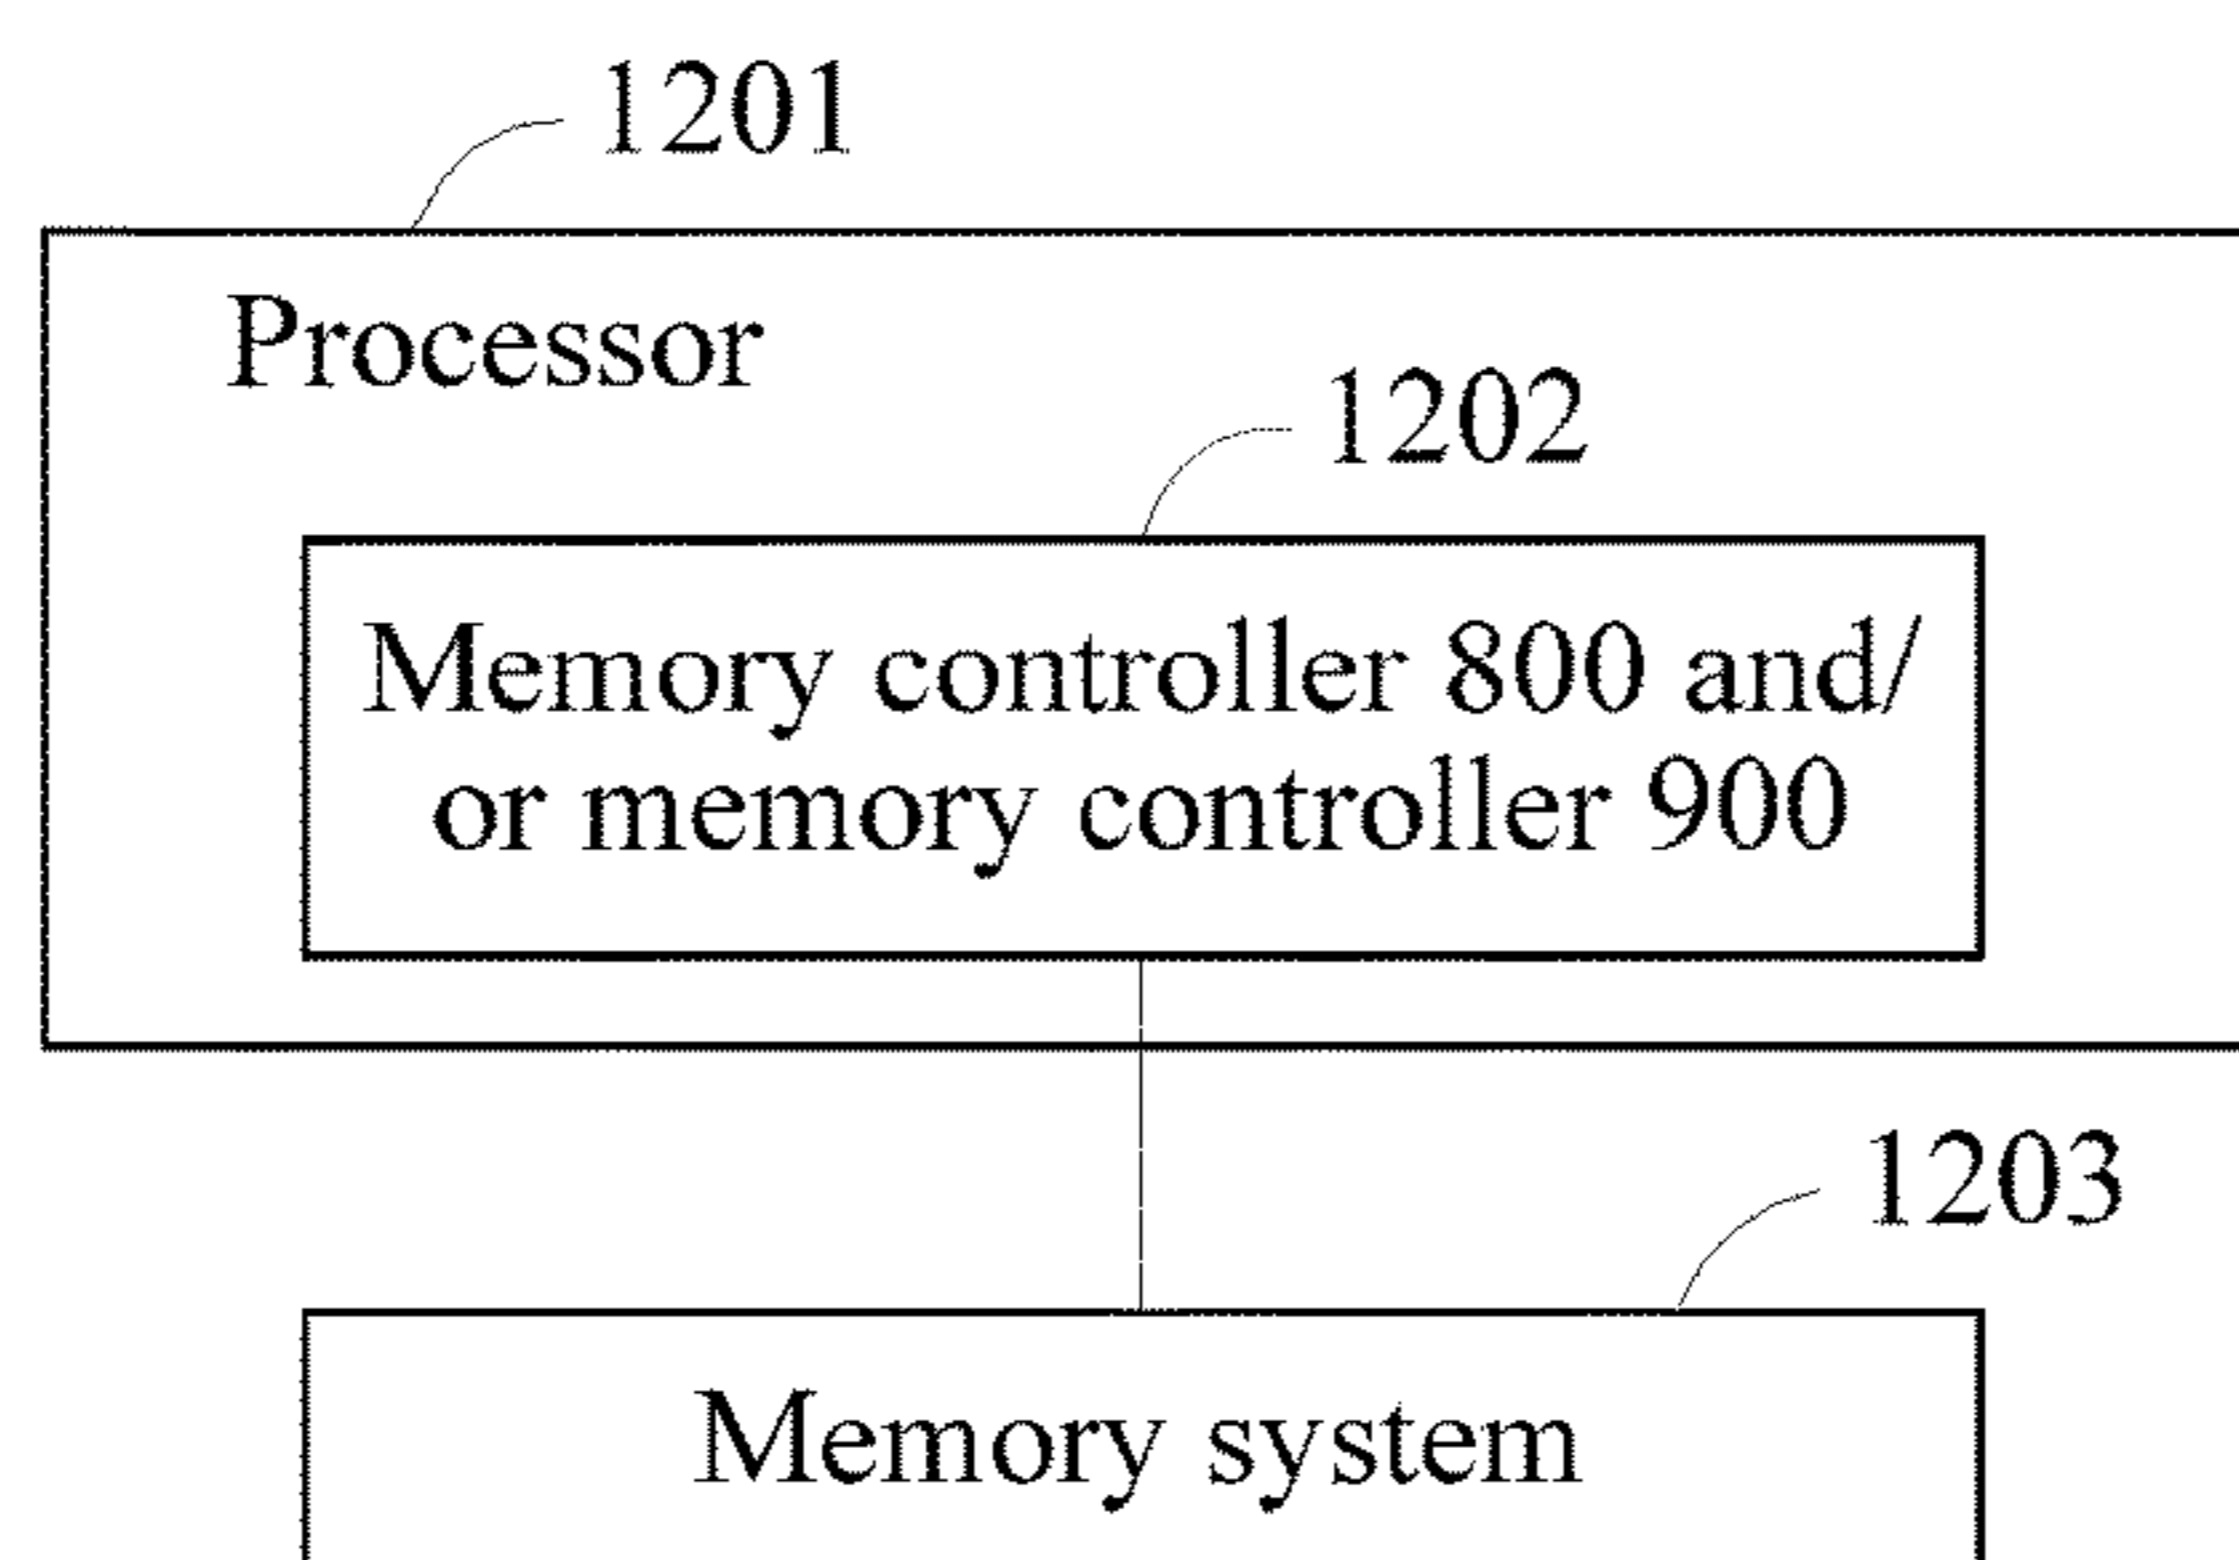 1201
Processor
1202
Memory controller 800 and/
or memory controller 900
1203
Memory system